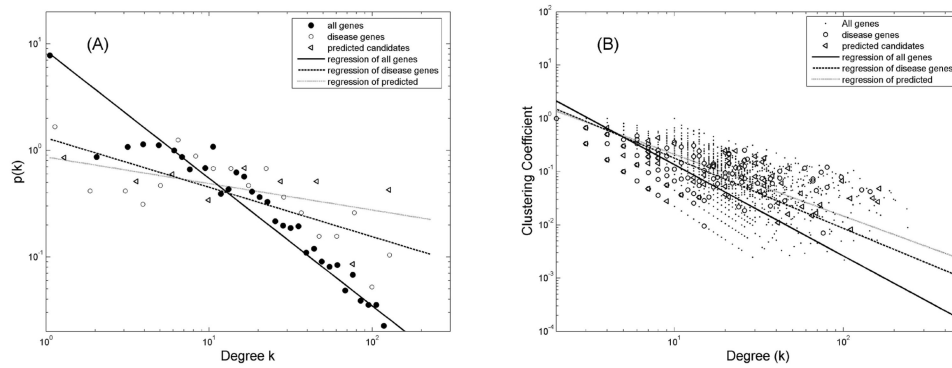 (A)
all genes
disease genes
predicted candidates
regression of all genes
regression of disease genes
regression of predicted
p(k)
10^1
10^0
10^-1
10^0
10^1
10^2
Degree k
(B)
All genes
disease genes
predicted candidates
regression of all genes
regression of disease genes
regression of predicted
Clustering Coefficient
10^2
10^1
10^0
10^-1
10^-2
10^-3
10^-4
10^1
10^2
Degree (k)